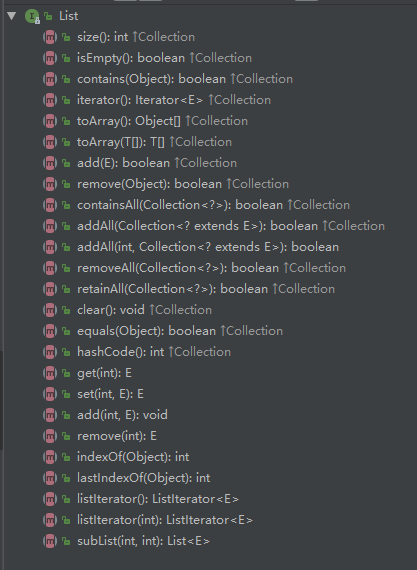 List
size(): int ↑Collection
isEmpty(): boolean ↑Collection
contains(Object): boolean ↑Collection
iterator(): Iterator<E> ↑Collection
toArray(): Object[] ↑Collection
toArray(T[]): T[] ↑Collection
add(E): boolean ↑Collection
remove(Object): boolean ↑Collection
containsAll(Collection<?>): boolean ↑Collection
addAll(Collection<? extends E>): boolean ↑Collection
addAll(int, Collection<? extends E>): boolean
removeAll(Collection<?>): boolean ↑Collection
retainAll(Collection<?>): boolean ↑Collection
clear(): void ↑Collection
equals(Object): boolean ↑Collection
hashCode(): int ↑Collection
get(int): E
set(int, E): E
add(int, E): void
remove(int): E
indexOf(Object): int
lastIndexOf(Object): int
listIterator(): ListIterator<E>
listIterator(int): ListIterator<E>
subList(int, int): List<E>